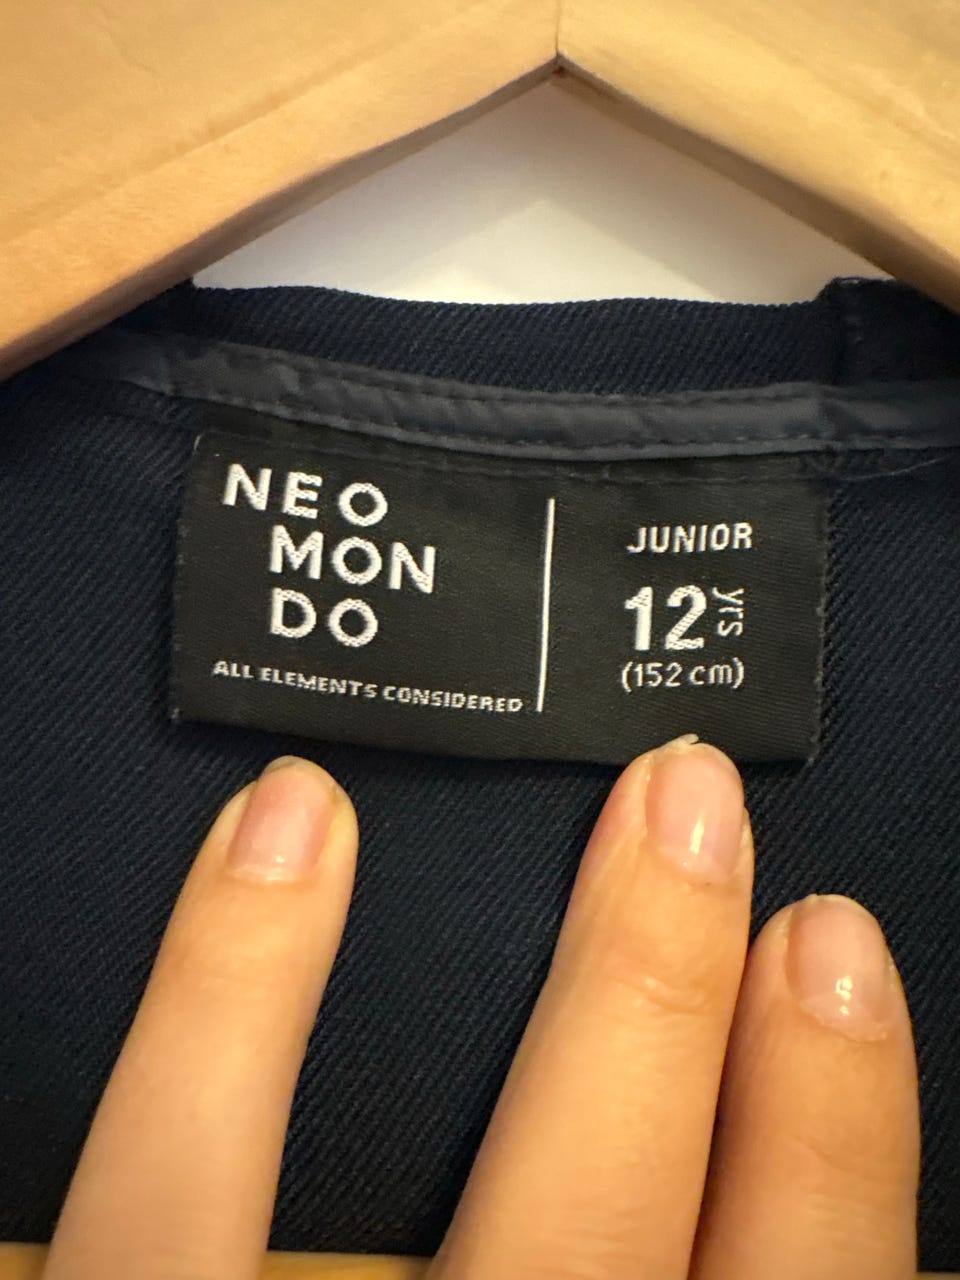 NEO
MON
DO
ALL ELEMENTS CONSIDERED
JUNIOR
12 yrs
(152 cm)